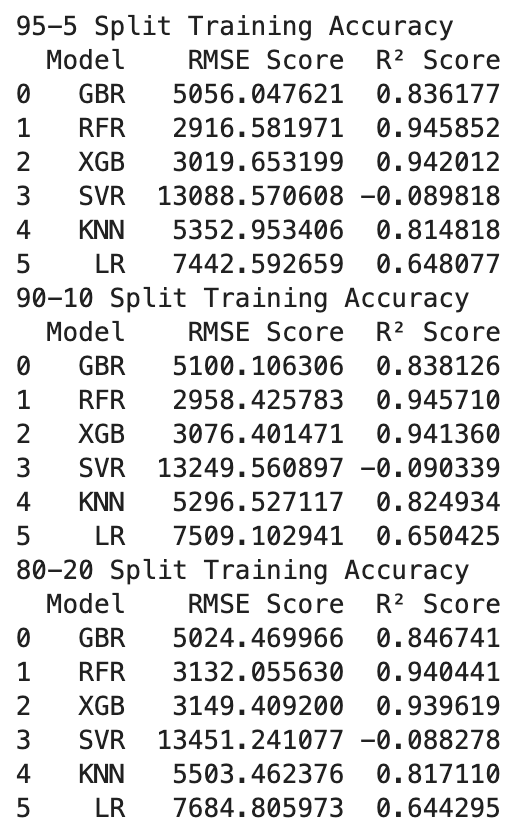 95-5 Split Training Accuracy
Model RMSE Score R² Score
0 GBR 5056.047621 0.836177
1 RFR 2916.581971 0.945852
2 XGB 3019.653199 0.942012
3 SVR 13088.570608 -0.089818
4 KNN 5352.953406 0.814818
5 LR 7442.592659 0.648077
90-10 Split Training Accuracy
Model RMSE Score R² Score
0 GBR 5100.106306 0.838126
1 RFR 2958.425783 0.945710
2 XGB 3076.401471 0.941360
3 SVR 13249.560897 -0.090339
4 KNN 5296.527117 0.824934
5 LR 7509.102941 0.650425
80-20 Split Training Accuracy
Model RMSE Score R² Score
0 GBR 5024.469966 0.846741
1 RFR 3132.055630 0.940441
2 XGB 3149.409200 0.939619
3 SVR 13451.241077 -0.088278
4 KNN 5503.462376 0.817110
5 LR 7684.805973 0.644295